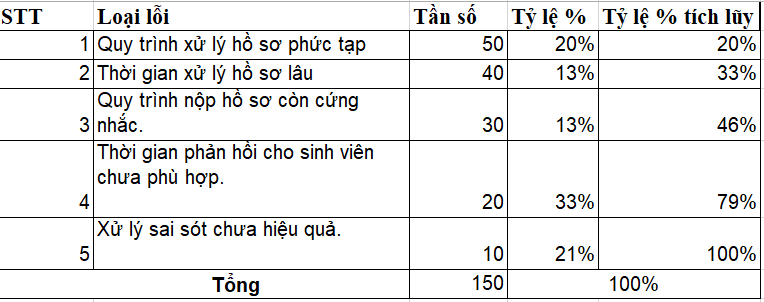 STT Loại lỗi Tần số Tỷ lệ % Tỷ lệ % tích lũy
1 Quy trình xử lý hồ sơ phức tạp 50 20% 20%
2 Thời gian xử lý hồ sơ lâu 40 13% 33%
Quy trình nộp hồ sơ còn cứng
3 nhắc. 30 13% 46%
Thời gian phản hồi cho sinh viên
chưa phù hợp.
4 20 33% 79%
Xử lý sai sót chưa hiệu quả.
5 10 21% 100%
Tổng 150 100%